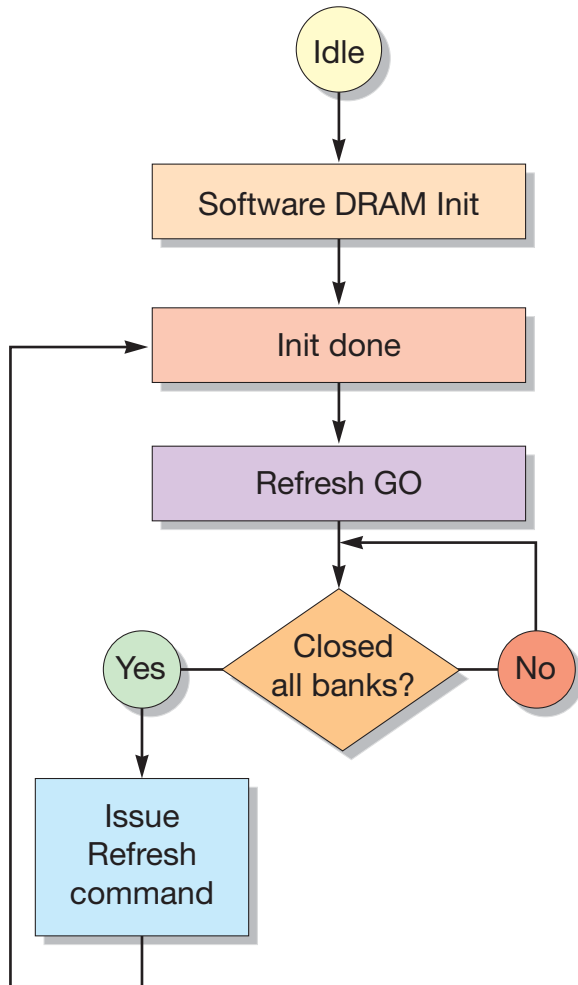 Idle
Software DRAM Init
Init done
Refresh GO
Closed
all banks?
Yes
No
Issue
Refresh
command